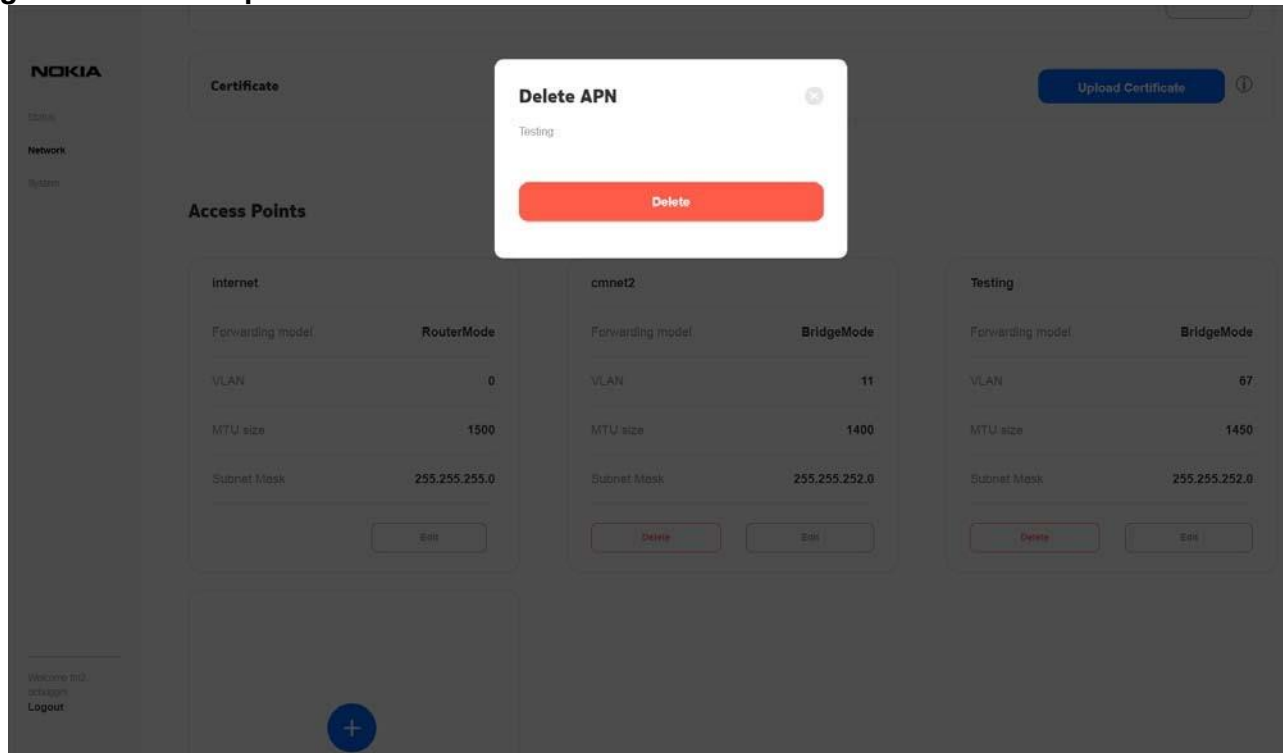 NOKIA
Status
Network
System
Certificate
Upload Certificate
Delete APN
Testing
Delete
Access Points
internet
Forwarding model RouterMode
VLAN 0
MTU size 1500
Subnet Mask 255.255.255.0
Edit
cmnet2
Forwarding model BridgeMode
VLAN 11
MTU size 1400
Subnet Mask 255.255.252.0
Delete Edit
Testing
Forwarding model BridgeMode
VLAN 67
MTU size 1450
Subnet Mask 255.255.252.0
Delete Edit
Welcome
Logout